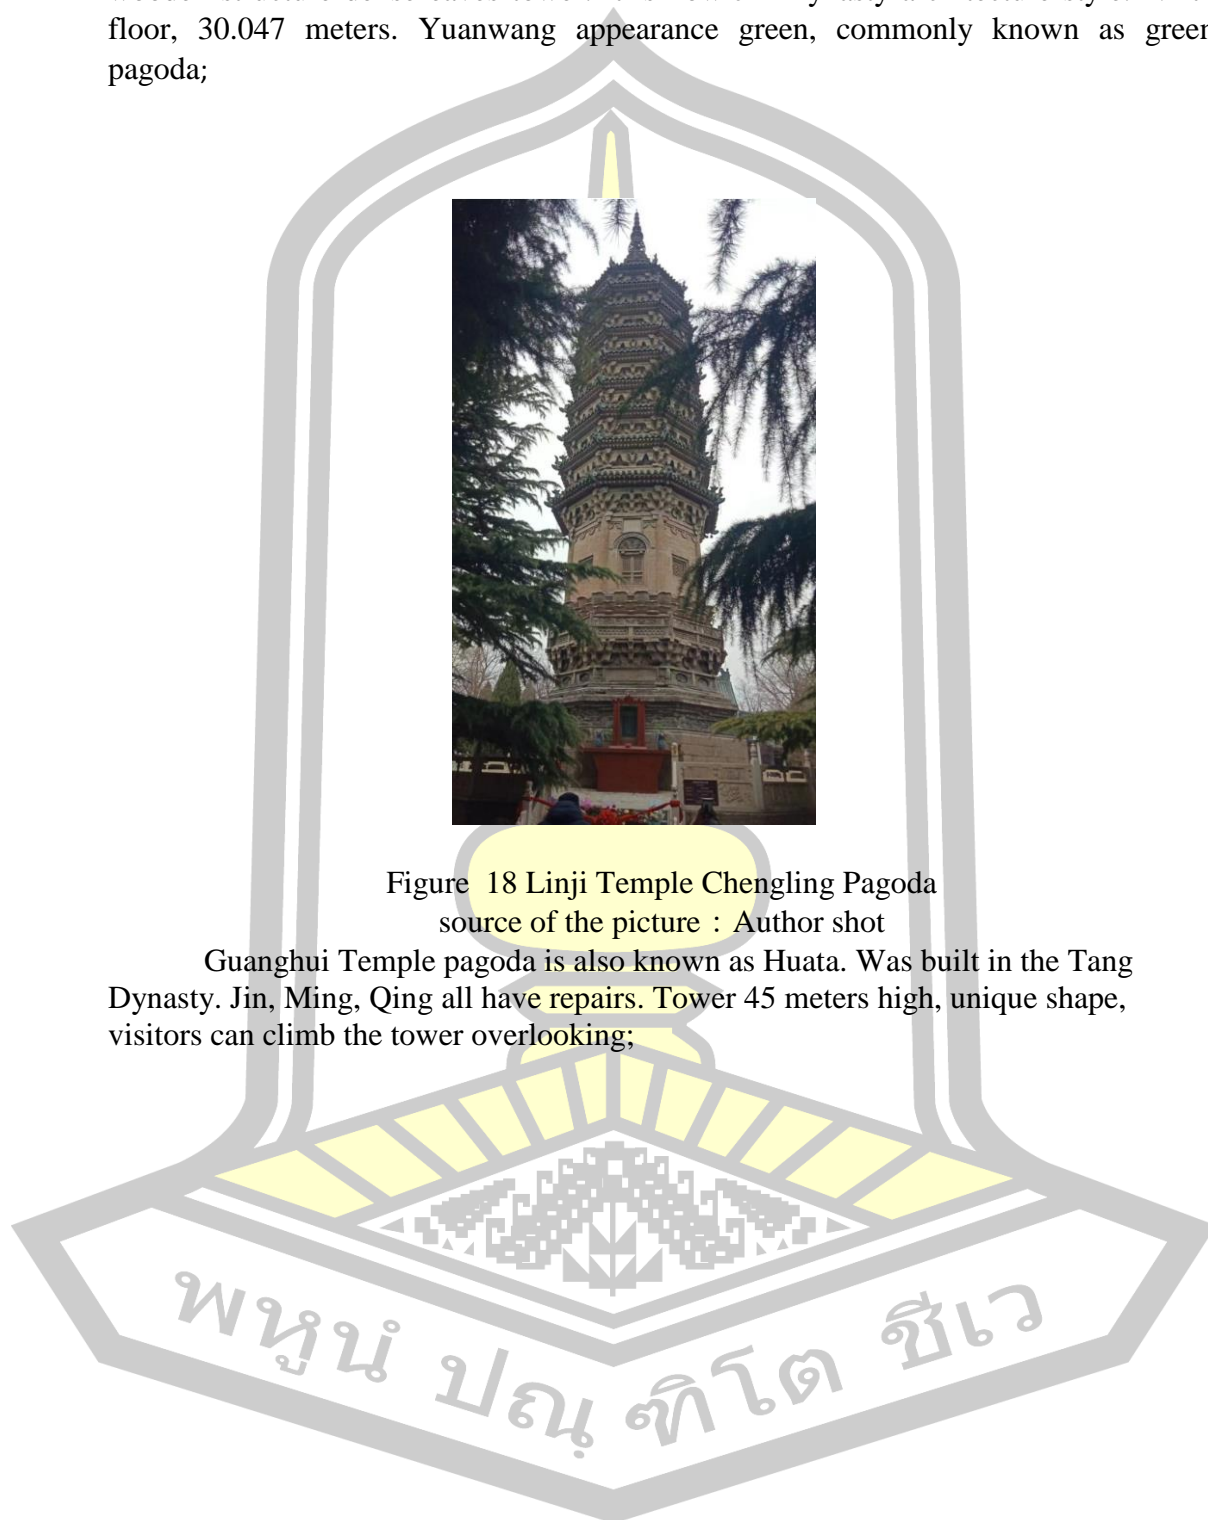 floor, 30.047 meters. Yuanwang appearance green, commonly known as green
pagoda;
Figure 18 Linji Temple Chengling Pagoda
source of the picture：Author shot
Guanghui Temple pagoda is also known as Huata. Was built in the Tang
Dynasty. Jin, Ming, Qing all have repairs. Tower 45 meters high, unique shape,
visitors can climb the tower overlooking;
พหูนํ ปณฺฑิโต ชีเว